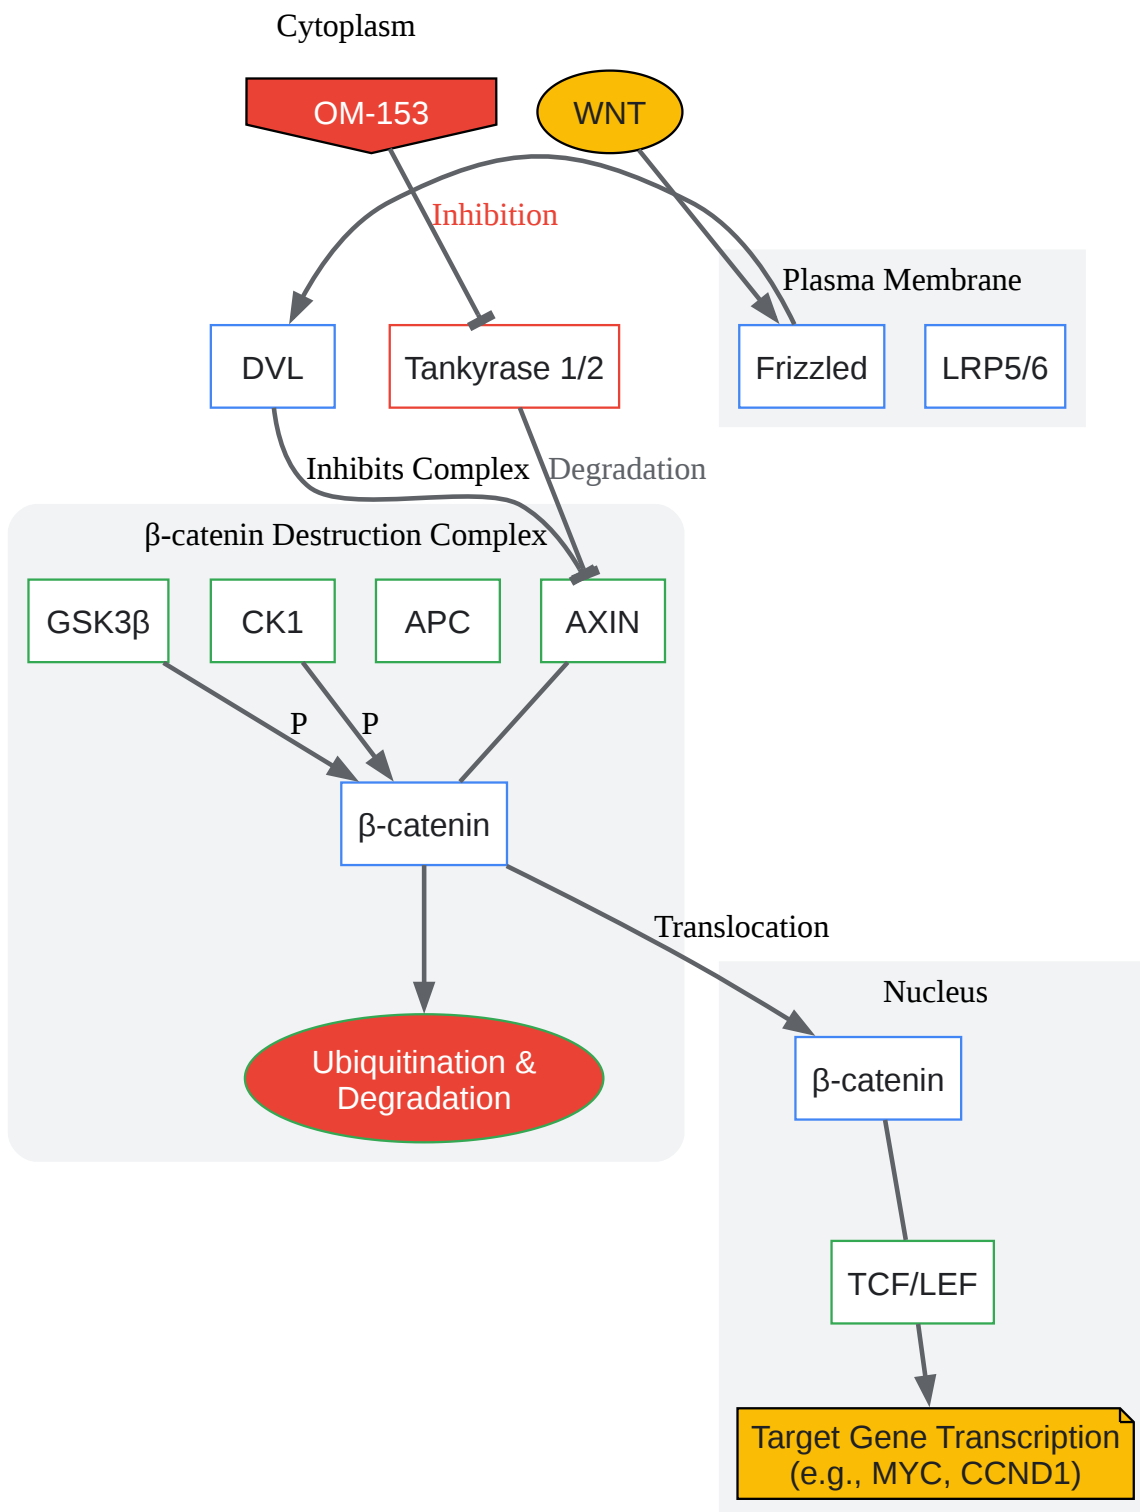 Cytoplasm
OM-153
WNT
Inhibition
Plasma Membrane
DVL
Tankyrase 1/2
Frizzled
LRP5/6
Inhibits Complex
Degradation
β-catenin Destruction Complex
GSK3β
CK1
APC
AXIN
P
P
β-catenin
Translocation
Nucleus
Ubiquitination &
Degradation
β-catenin
TCF/LEF
Target Gene Transcription
(e.g., MYC, CCND1)